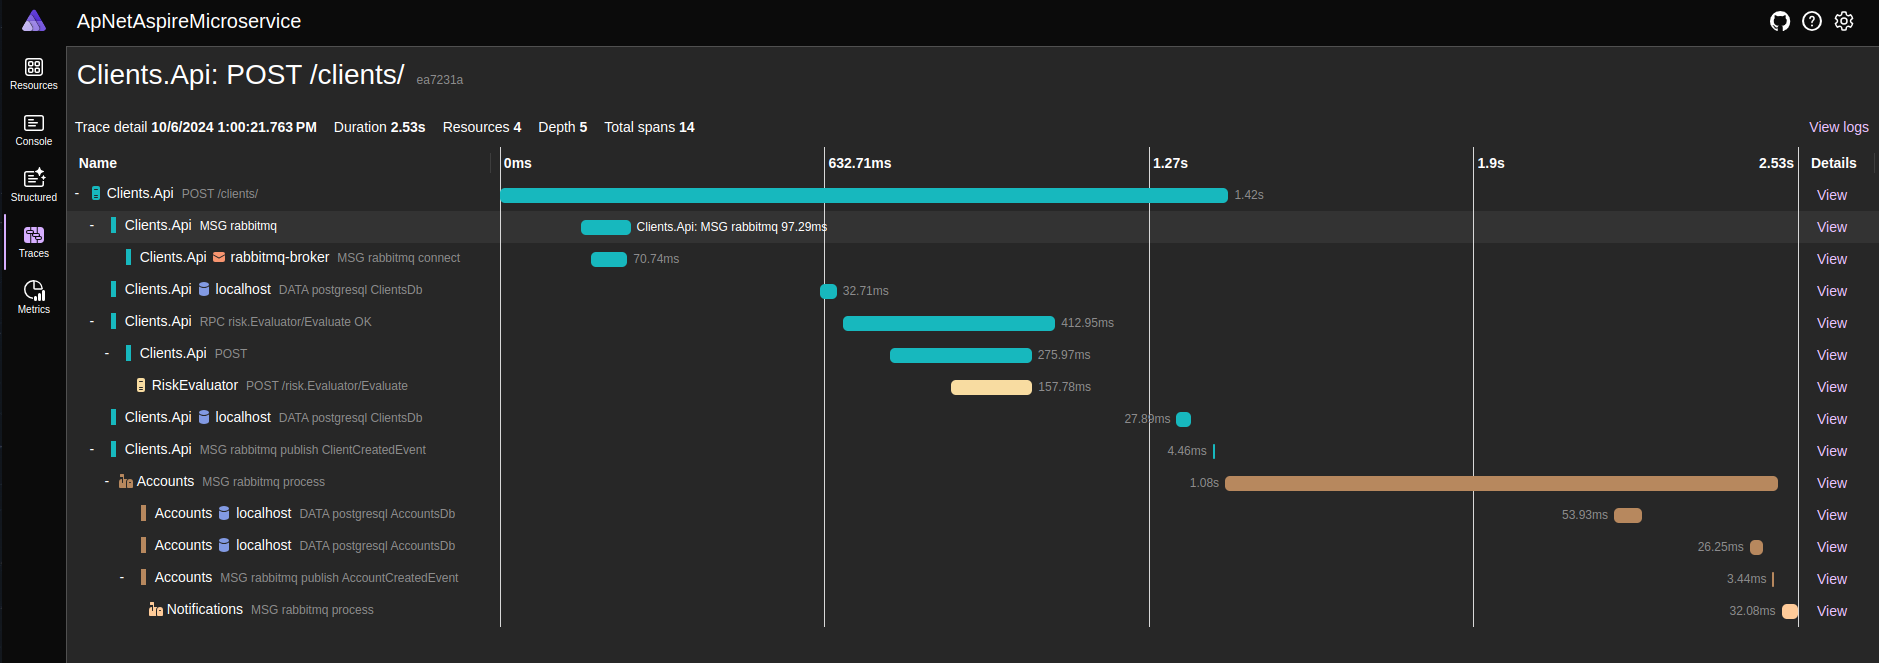 ApNetAspireMicroservice
Resources
Console
Structured
Traces
Metrics
Clients.Api: POST /clients/ ea7231a
Trace detail 10/6/2024 1:00:21.763 PM Duration 2.53s Resources 4 Depth 5 Total spans 14 View logs
Name 0ms 632.71ms 1.27s 1.9s 2.53s Details
- Clients.Api POST /clients/ 1.42s View
- Clients.Api MSG rabbitmq Clients.Api: MSG rabbitmq 97.29ms View
Clients.Api rabbitmq-broker MSG rabbitmq connect 70.74ms View
Clients.Api localhost DATA postgresql ClientsDb 32.71ms View
- Clients.Api RPC risk.Evaluator/Evaluate OK 412.95ms View
- Clients.Api POST 275.97ms View
RiskEvaluator POST /risk.Evaluator/Evaluate 157.78ms View
Clients.Api localhost DATA postgresql ClientsDb 27.89ms View
- Clients.Api MSG rabbitmq publish ClientCreatedEvent 4.46ms View
- Accounts MSG rabbitmq process 1.08s View
Accounts localhost DATA postgresql AccountsDb 53.93ms View
Accounts localhost DATA postgresql AccountsDb 26.25ms View
- Accounts MSG rabbitmq publish AccountCreatedEvent 3.44ms View
Notifications MSG rabbitmq process 32.08ms View